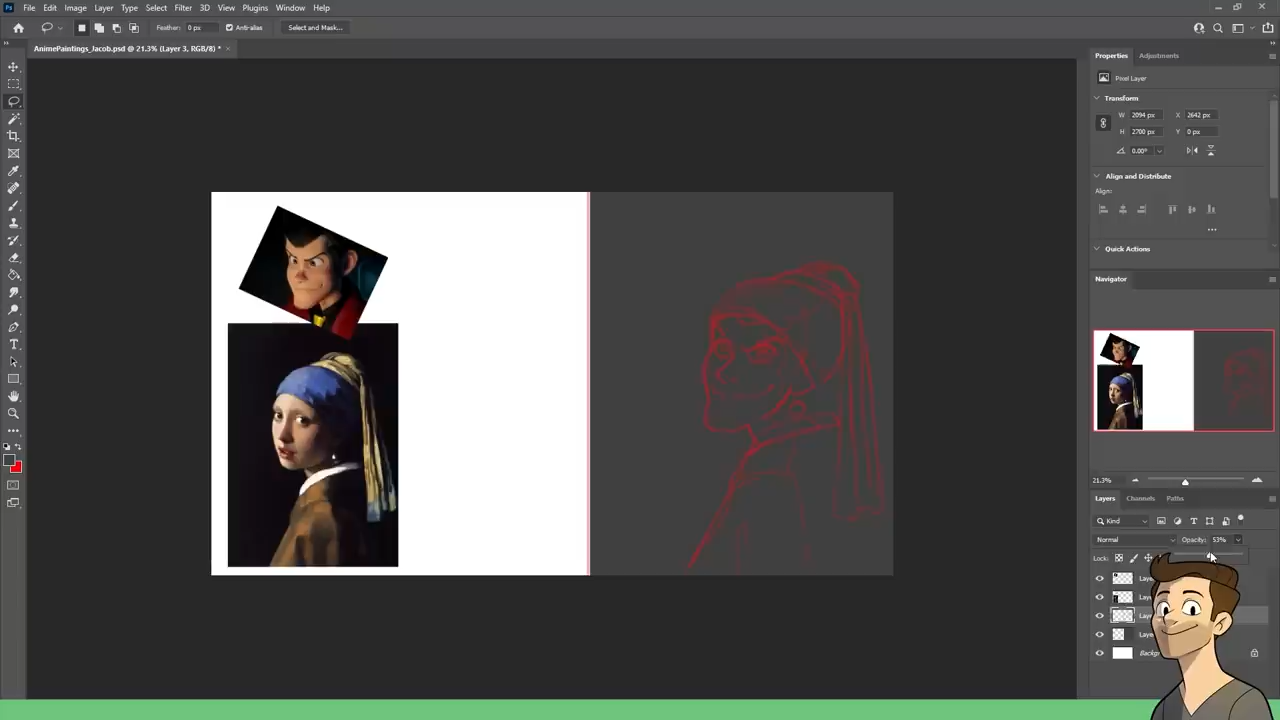 Ps File Edit Image Layer Type Select Filter 3D View Plugins Window Help
Feather: 0 px Anti-alias Select and Mask...
AnimePaintings_Jacob.psd @ 21.3% (Layer 3, RGB/8) * ×
Properties Adjustments
Pixel Layer
Transform
W 2094 px X 2642 px
H 2700 px Y 0 px
0.00°
Align and Distribute
Align:
Quick Actions
Navigator
21.3%
Layers Channels Paths
Kind
Normal Opacity: 53%
Lock: